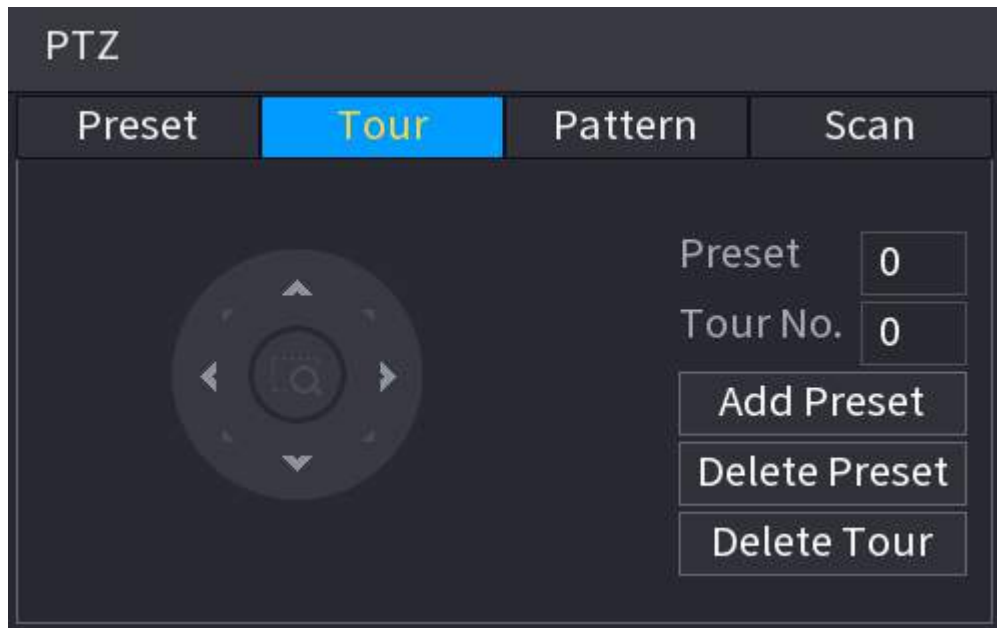 PTZ
Preset Tour Pattern Scan
Preset 0
Tour No. 0
Add Preset
Delete Preset
Delete Tour